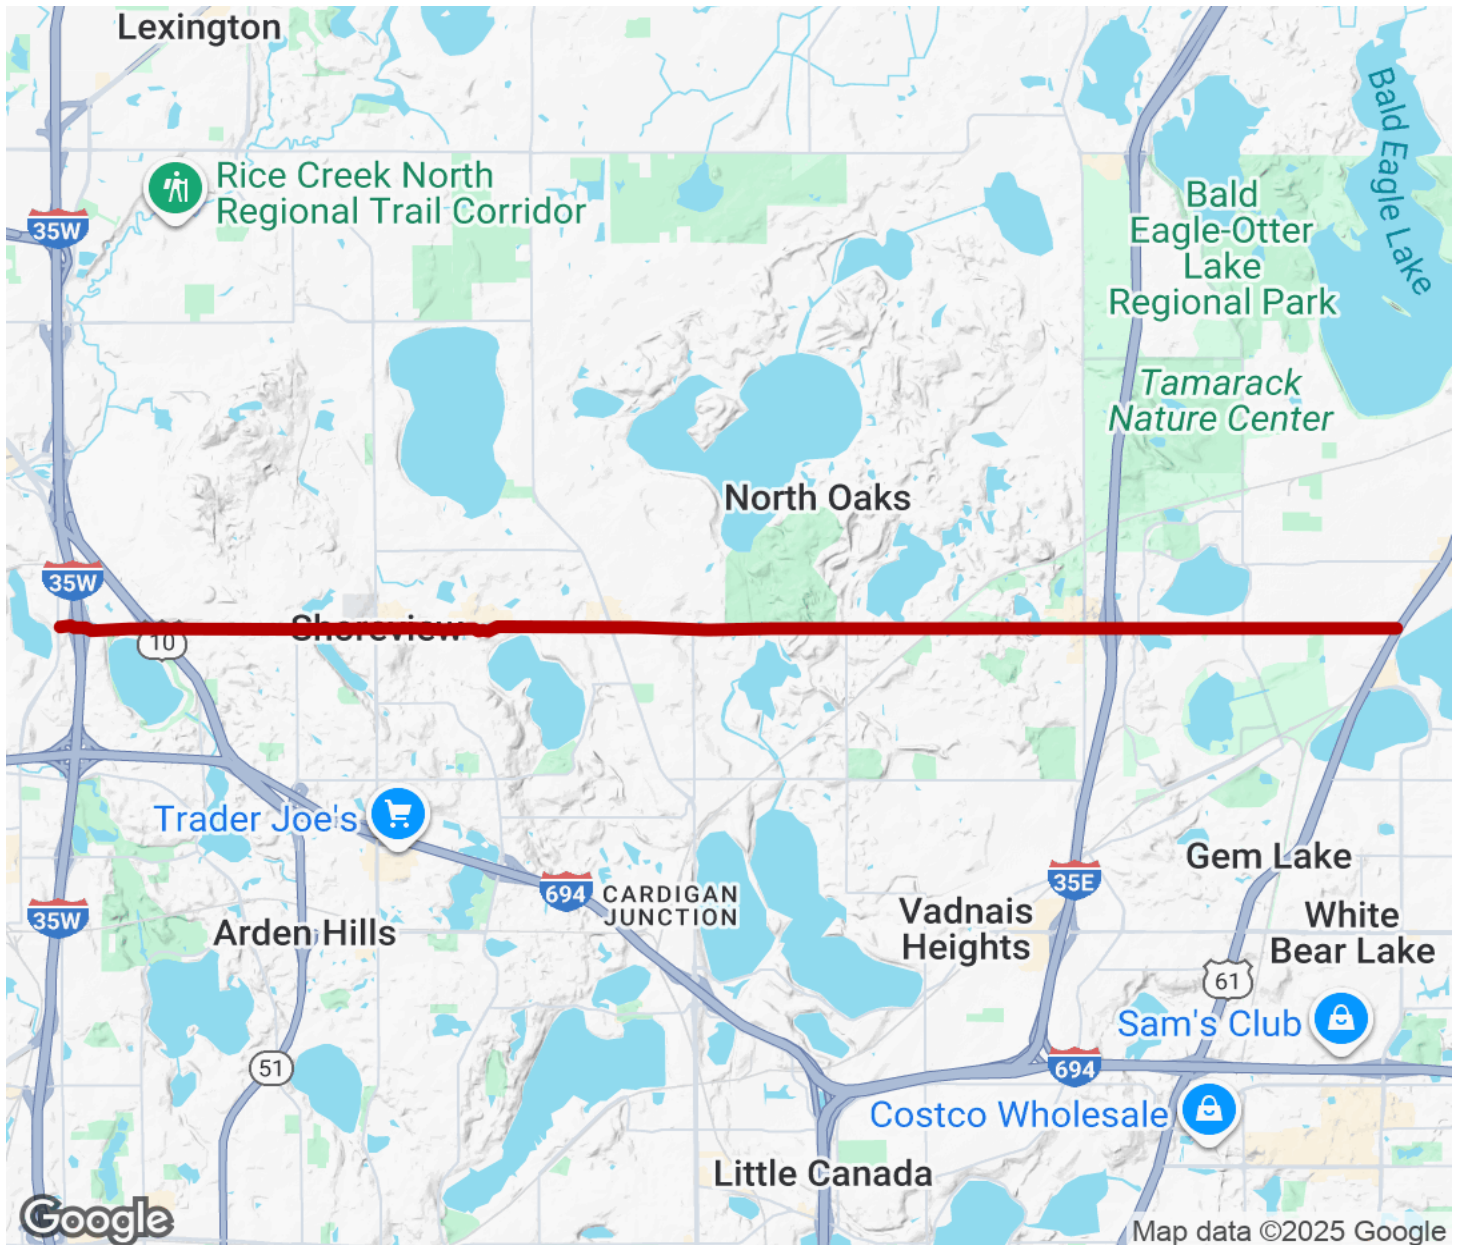 Lexington
Rice Creek North
Regional Trail Corridor
35W
Bald Eagle Lake
Bald
Eagle-Otter
Lake
Regional Park
Tamarack
Nature Center
North Oaks
35W
Shoreview
10
Trader Joe's
694
CARDIGAN
JUNCTION
35E
Gem Lake
35W
Arden Hills
Vadnais
Heights
White
Bear Lake
61
Sam's Club
51
694
Costco Wholesale
Little Canada
Google
Map data ©2025 Google